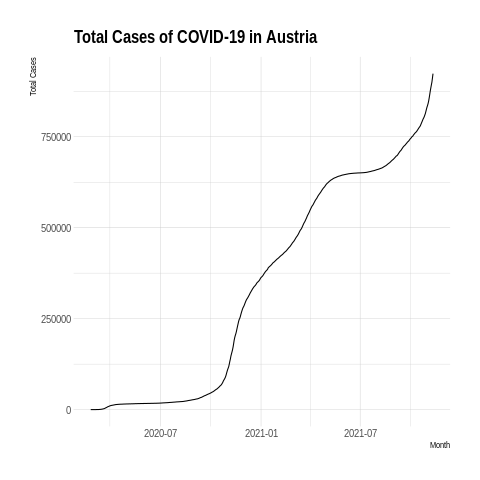 Total Cases of COVID-19 in Austria
Total Cases
750000
500000
250000
0
2020-07
2021-01
2021-07
Month